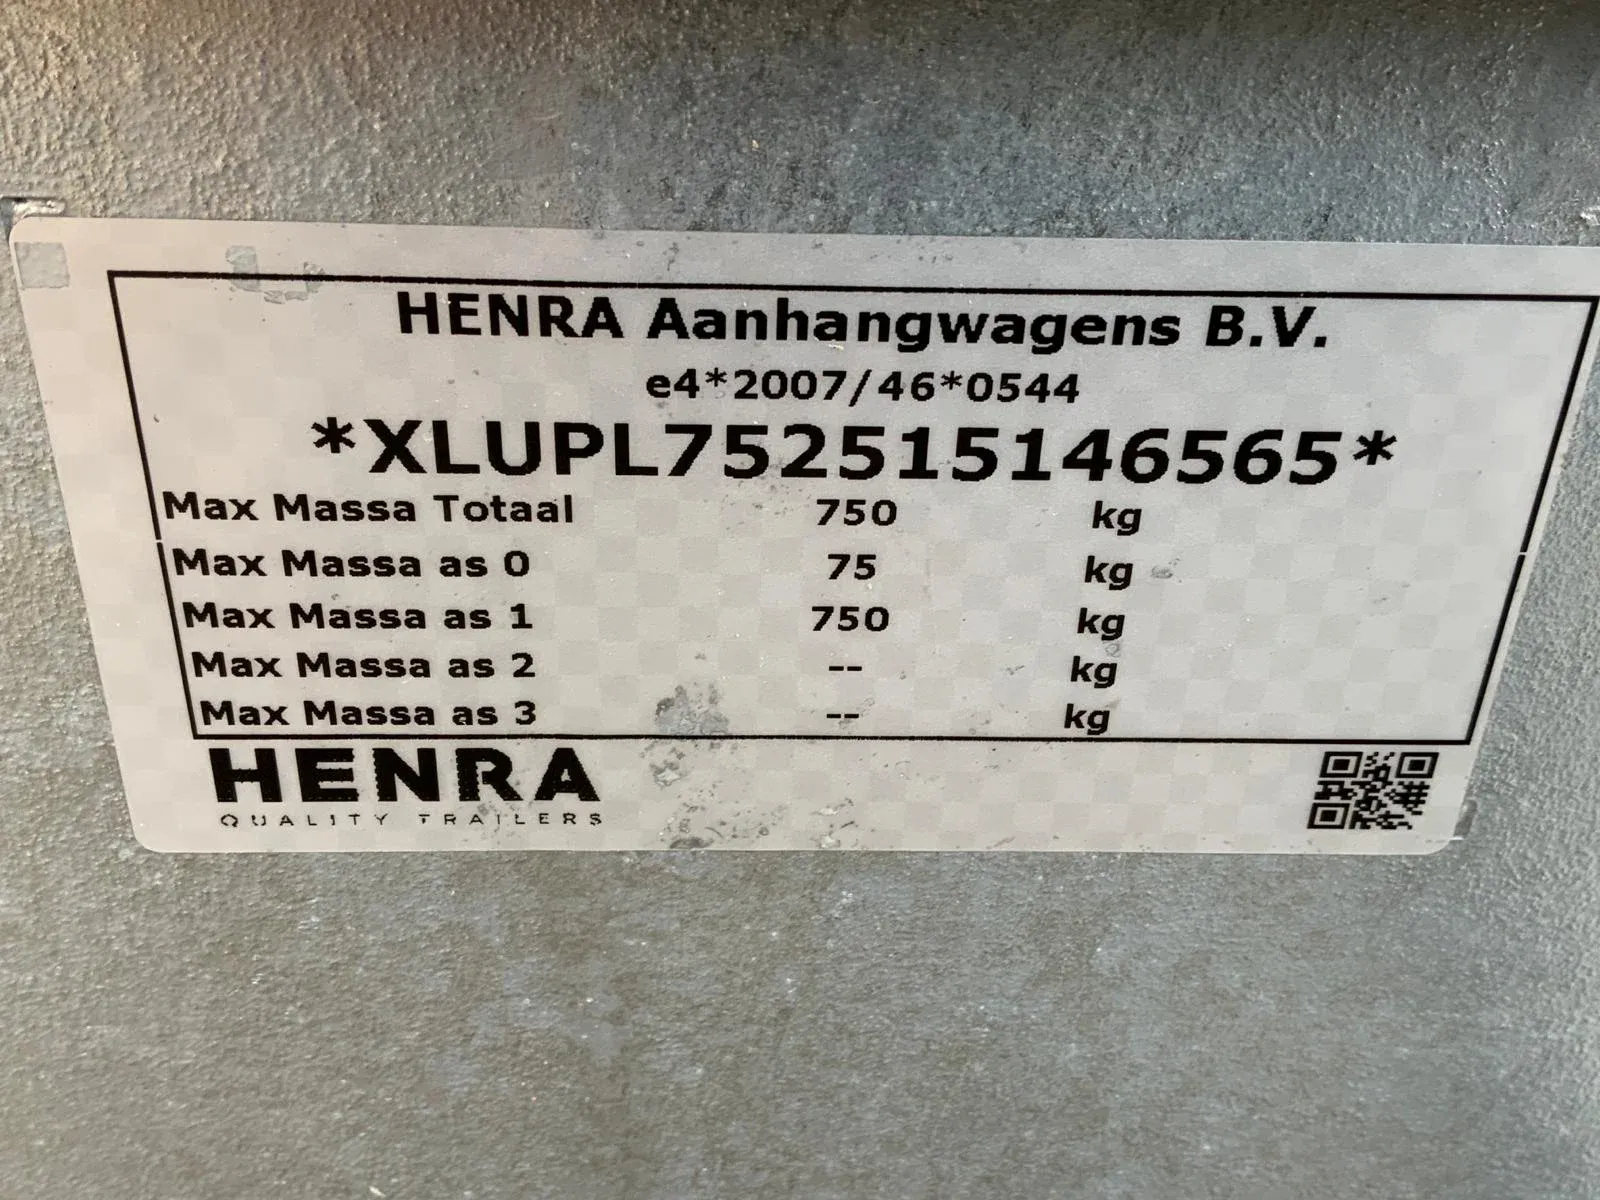 HENRA Aanhangwagens B.V.
e4*2007/46*0544
*XLUPL752515146565*
Max Massa Totaal 750 kg
Max Massa as 0 75 kg
Max Massa as 1 750 kg
Max Massa as 2 -- kg
Max Massa as 3 -- kg
HENRA
QUALITY TRAILERS